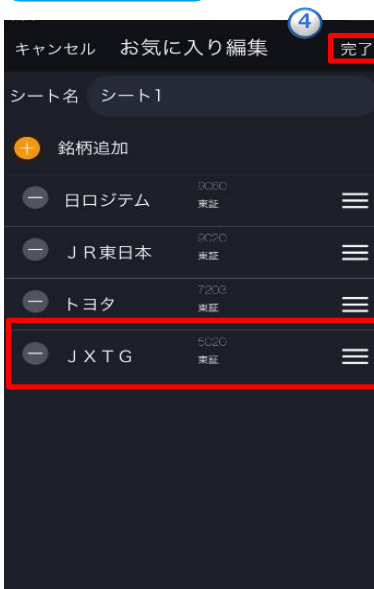 4
キャンセル お気に入り編集 完了
シート名 シート1
銘柄追加
日ロジテム 9060
東証
JR東日本 9020
東証
トヨタ 7203
東証
JXTG 5020
東証